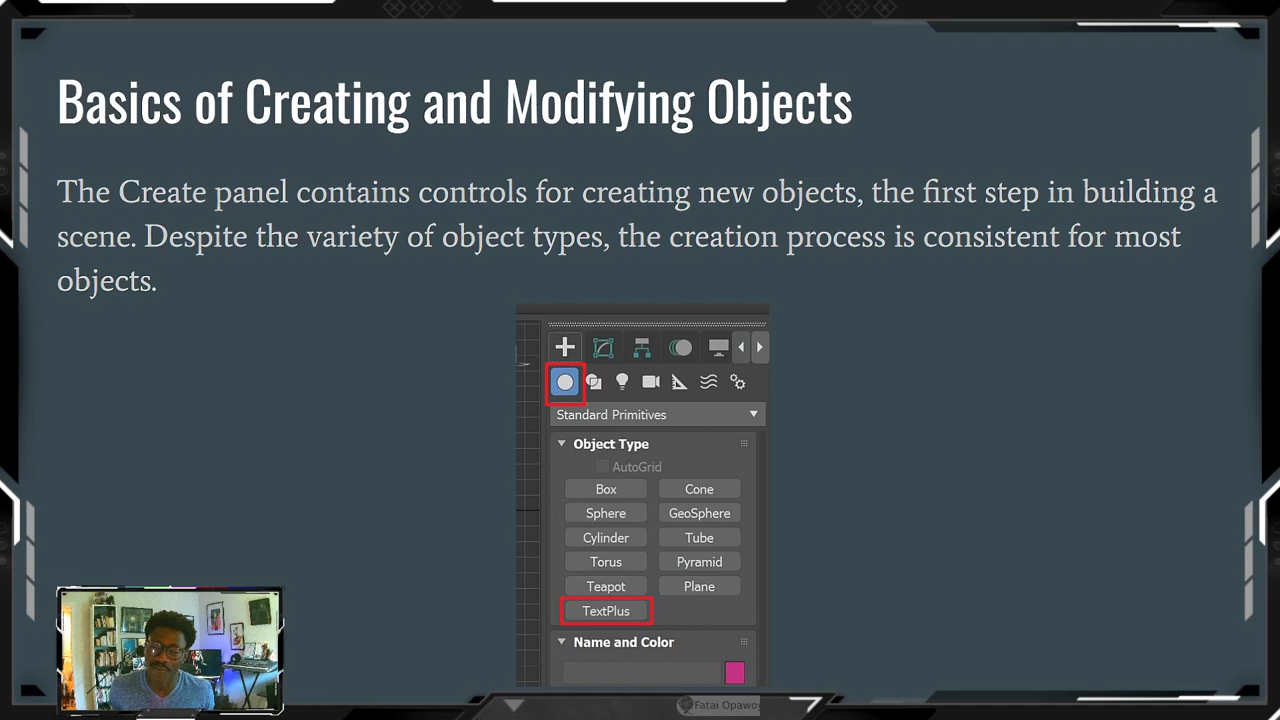 Basics of Creating and Modifying Objects
The Create panel contains controls for creating new objects, the first step in building a
scene. Despite the variety of object types, the creation process is consistent for most
objects.
Standard Primitives
Object Type
AutoGrid
Box Cone
Sphere GeoSphere
Cylinder Tube
Torus Pyramid
Teapot Plane
TextPlus
Name and Color
Fatai Opawoy